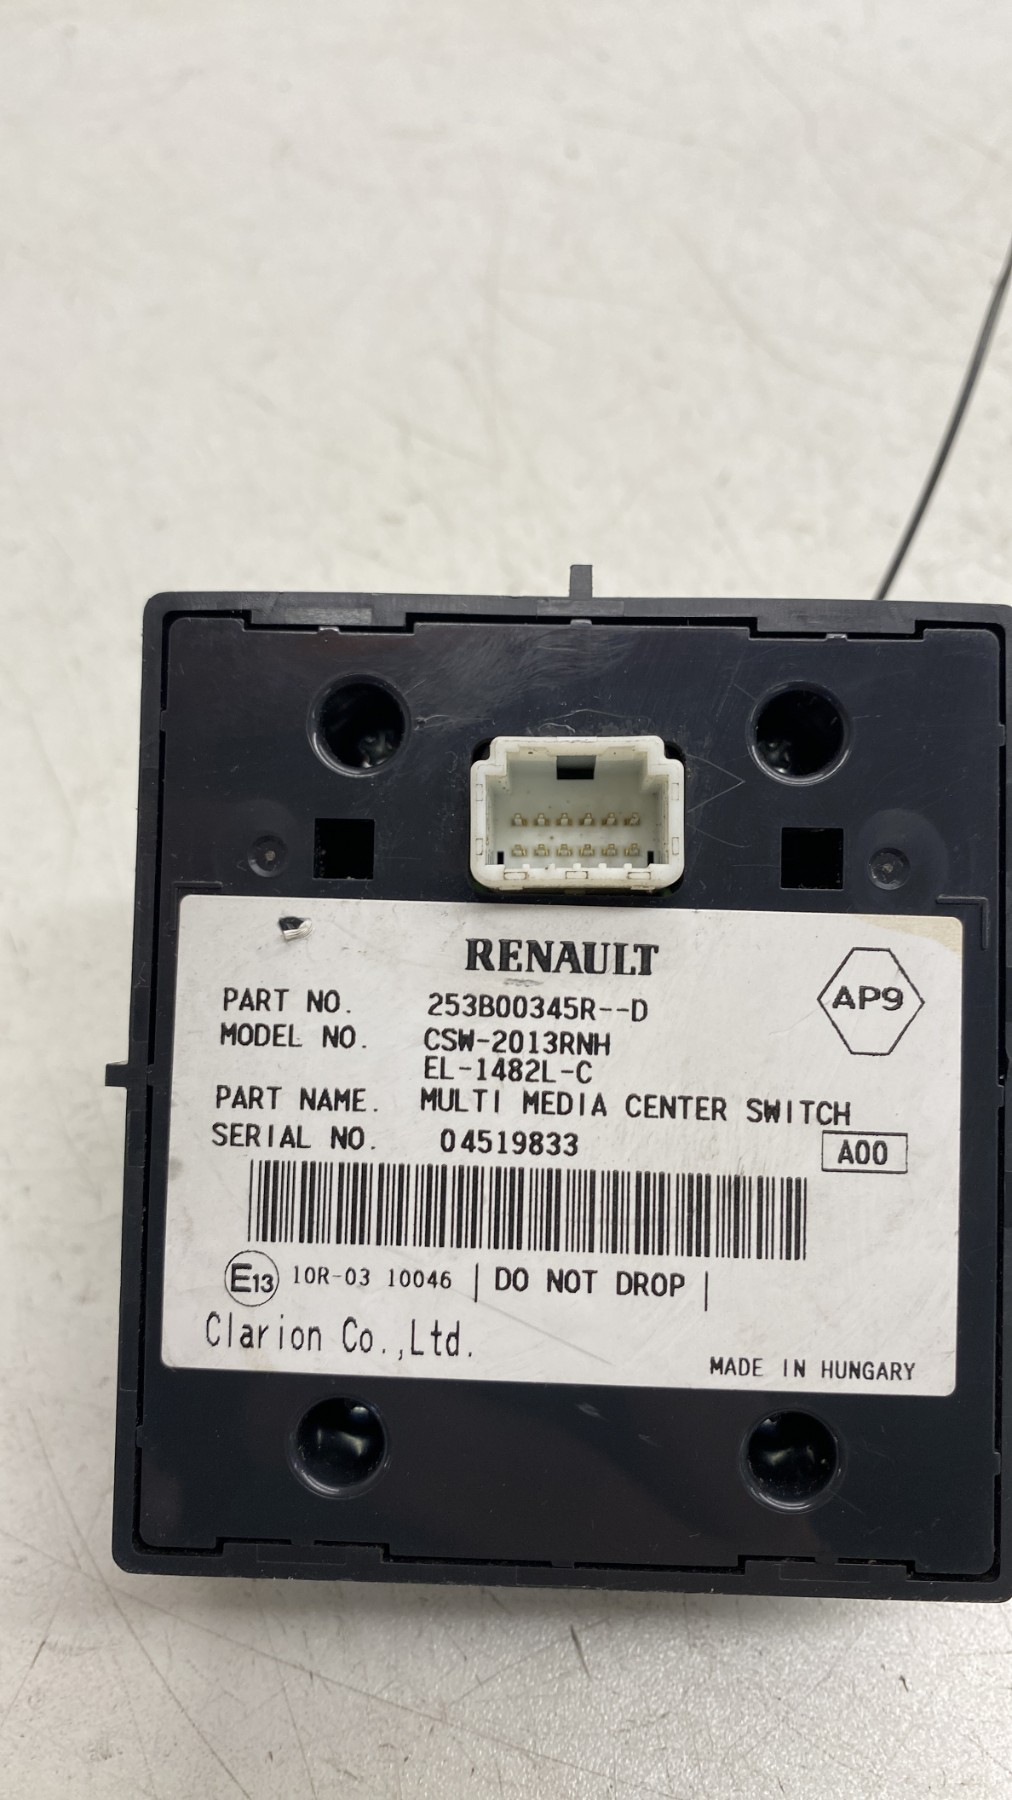 RENAULT
PART NO. 253B00345R--D
AP9
MODEL NO. CSW-2013RNH
EL-1482L-C
PART NAME. MULTI MEDIA CENTER SWITCH
SERIAL NO. 04519833
A00
E13 10R-03 10046 | DO NOT DROP |
Clarion Co.,Ltd.
MADE IN HUNGARY